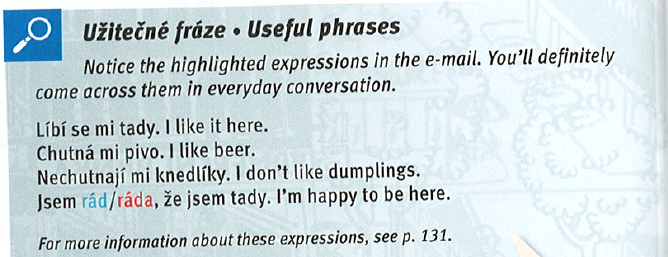 Užitečné fráze • Useful phrases
Notice the highlighted expressions in the e-mail. You'll definitely
come across them in everyday conversation.
Líbí se mi tady. I like it here.
Chutná mi pivo. I like beer.
Nechutnají mi knedlíky. I don't like dumplings.
Jsem rád/ráda, že jsem tady. I'm happy to be here.
For more information about these expressions, see p. 131.